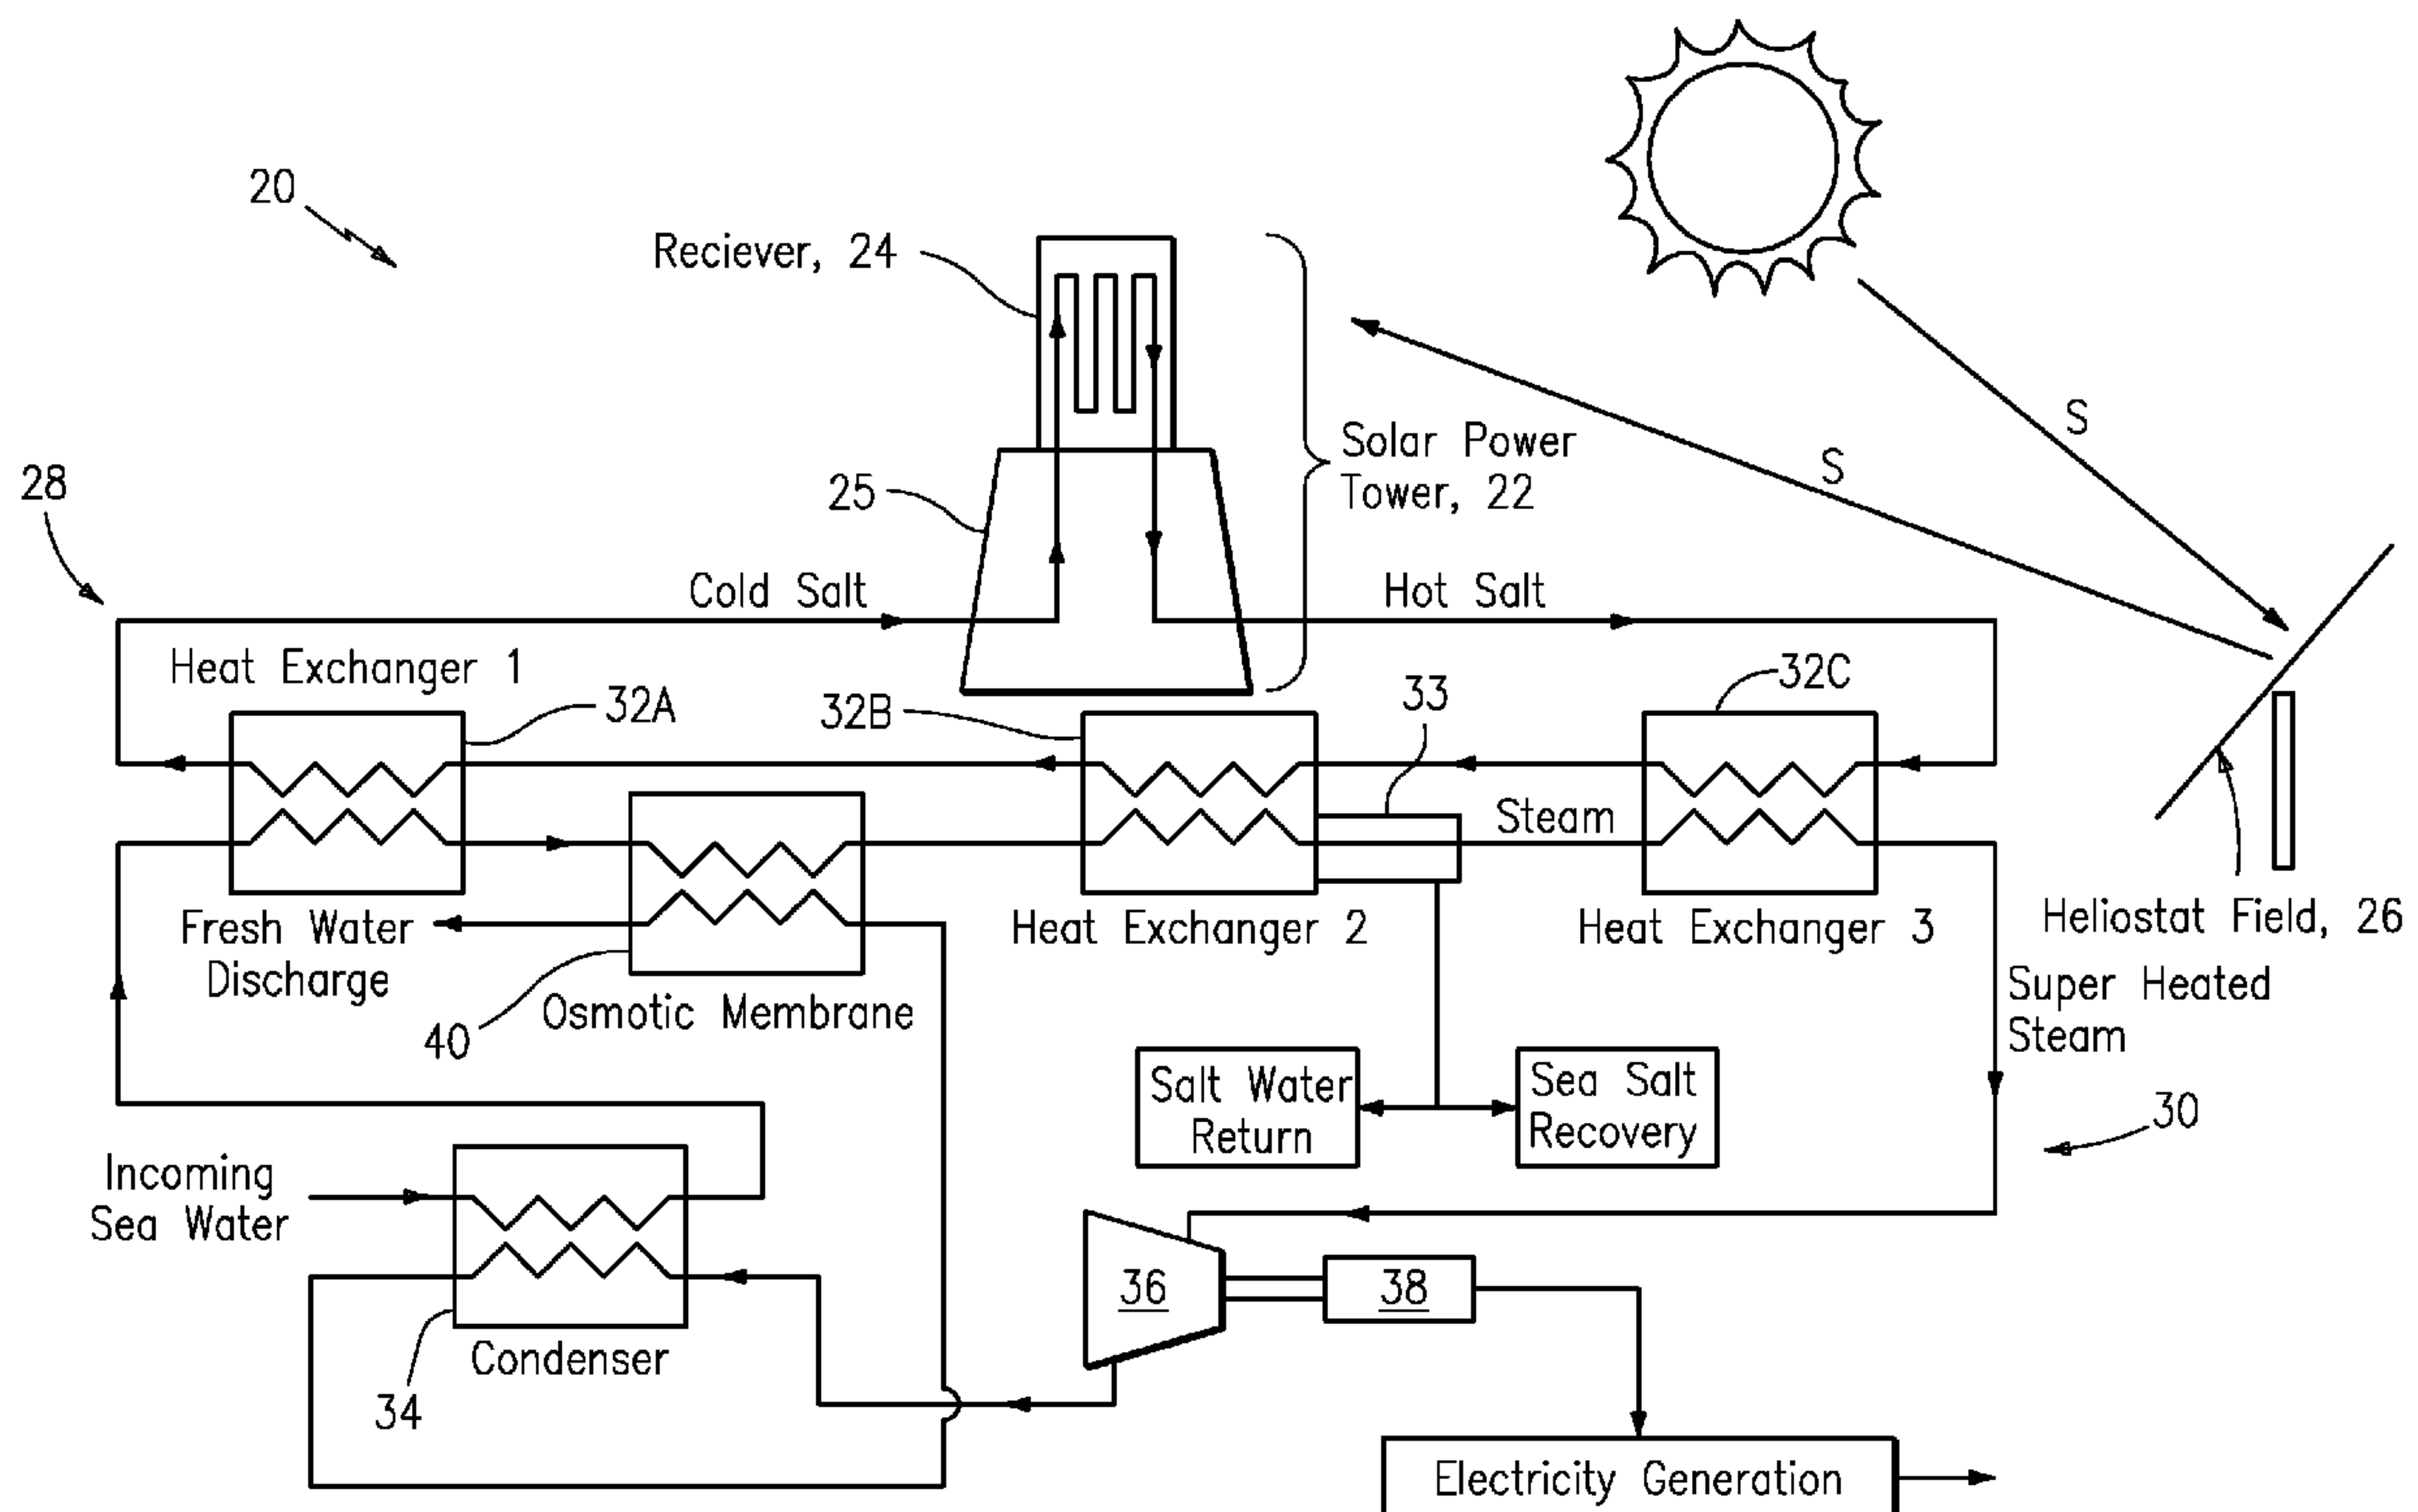 20
Reciever, 24
S
S
Solar Power
Tower, 22
28
25
Cold Salt
Hot Salt
Heat Exchanger 1
32A
32B
33
32C
Steam
Fresh Water
Discharge
Heat Exchanger 2
Heat Exchanger 3
Heliostat Field, 26
40
Osmotic Membrane
Super Heated
Steam
Salt Water
Return
Sea Salt
Recovery
30
Incoming
Sea Water
36
38
Condenser
34
Electricity Generation